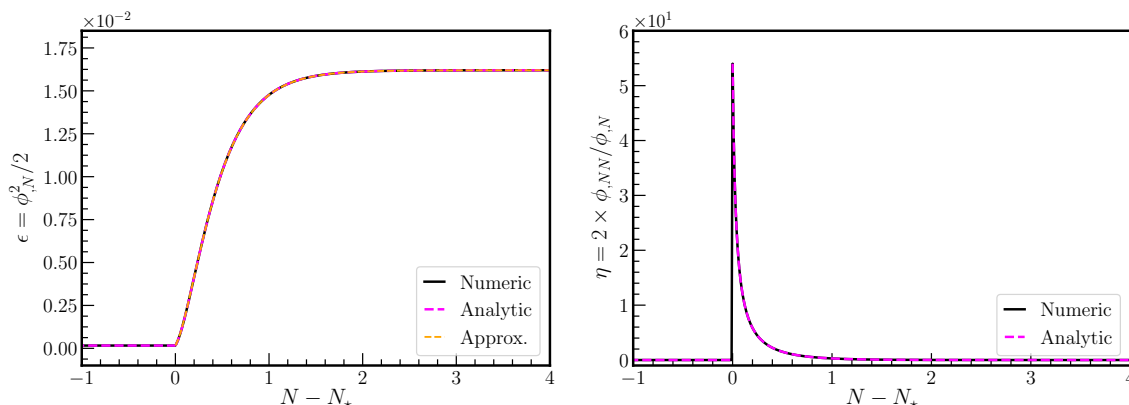 ×10⁻²
1.75
1.50
1.25
1.00
0.75
0.50
0.25
0.00
ϵ = ϕ²,N/2
−1 0 1 2 3 4
N − N⋆
Numeric
Analytic
Approx.
×10¹
6
5
4
3
2
1
0
η = 2 × ϕ,NN/ϕ,N
−1 0 1 2 3 4
N − N⋆
Numeric
Analytic